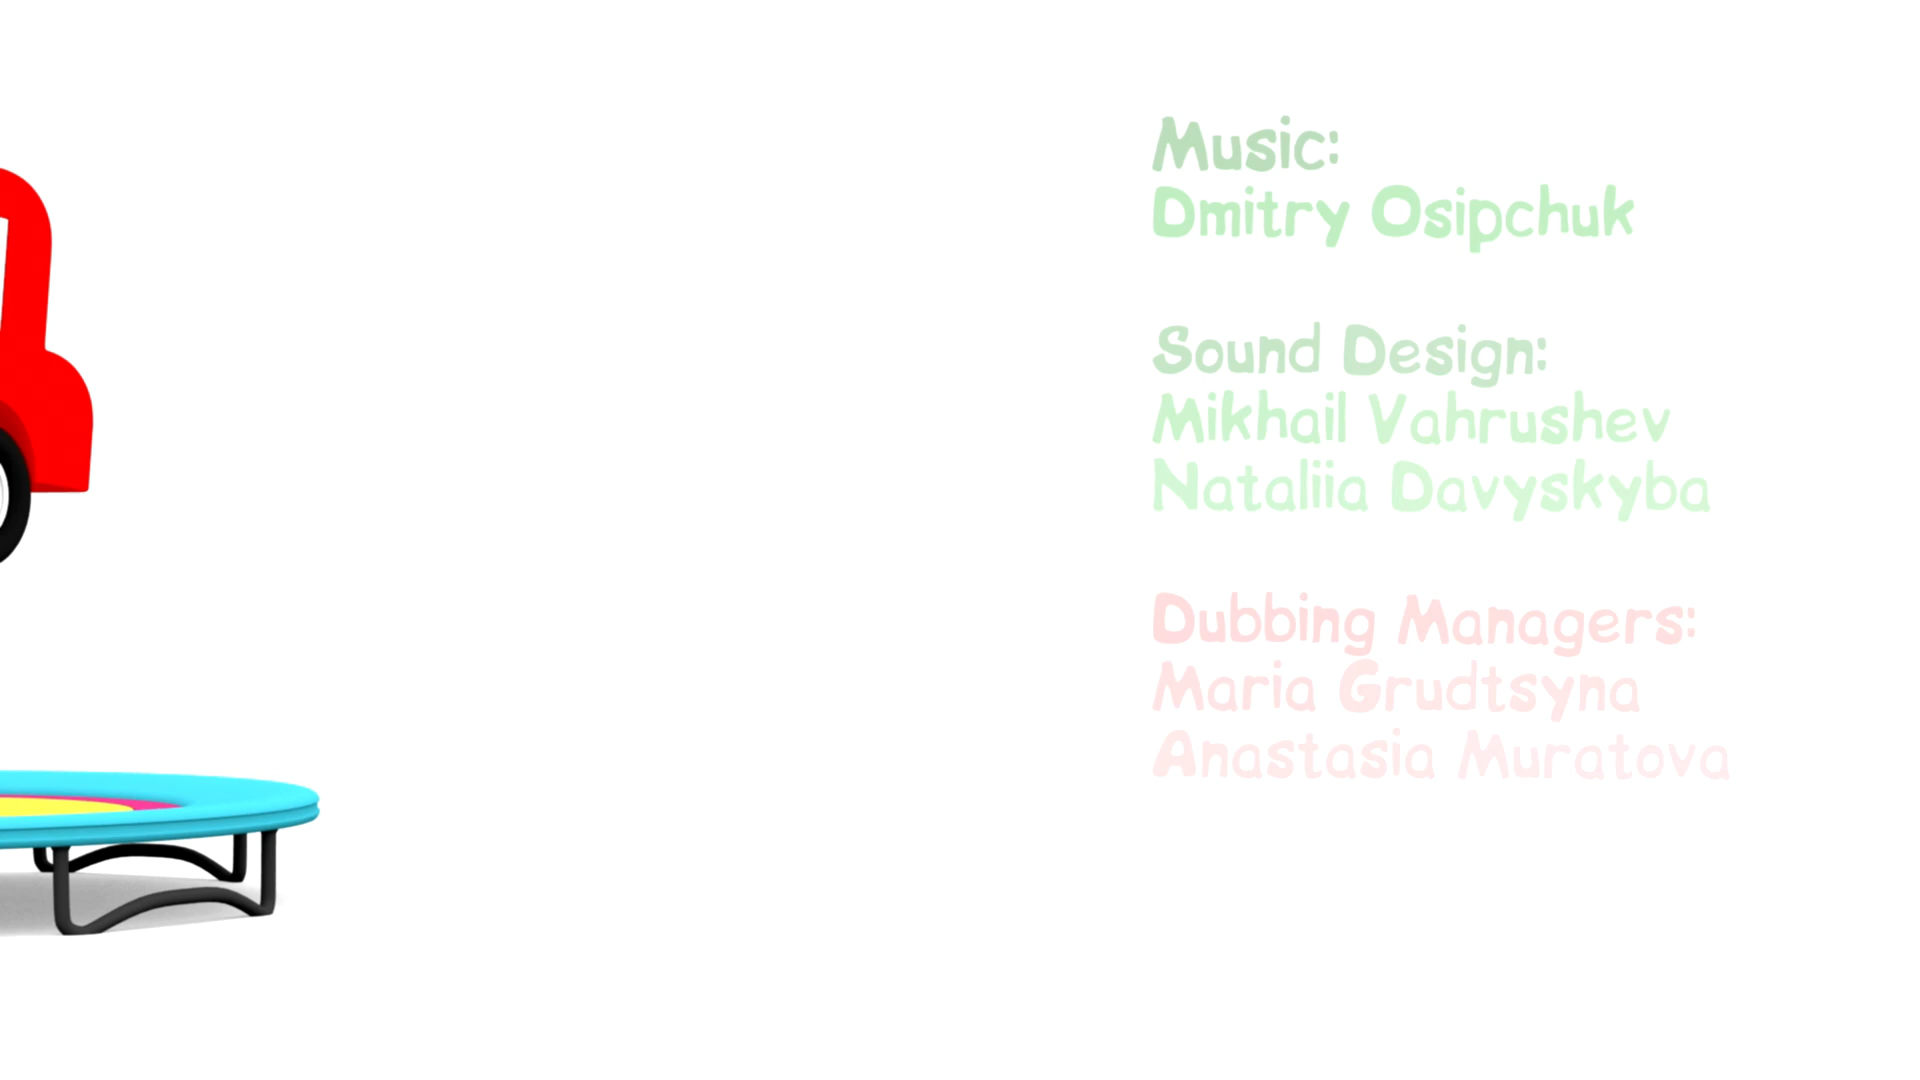 Music:
Dmitry Osipchuk
Sound Design:
Mikhail Vahrushev
Nataliia Davyskyba
Dubbing Managers:
Maria Grudtsyna
Anastasia Muratova